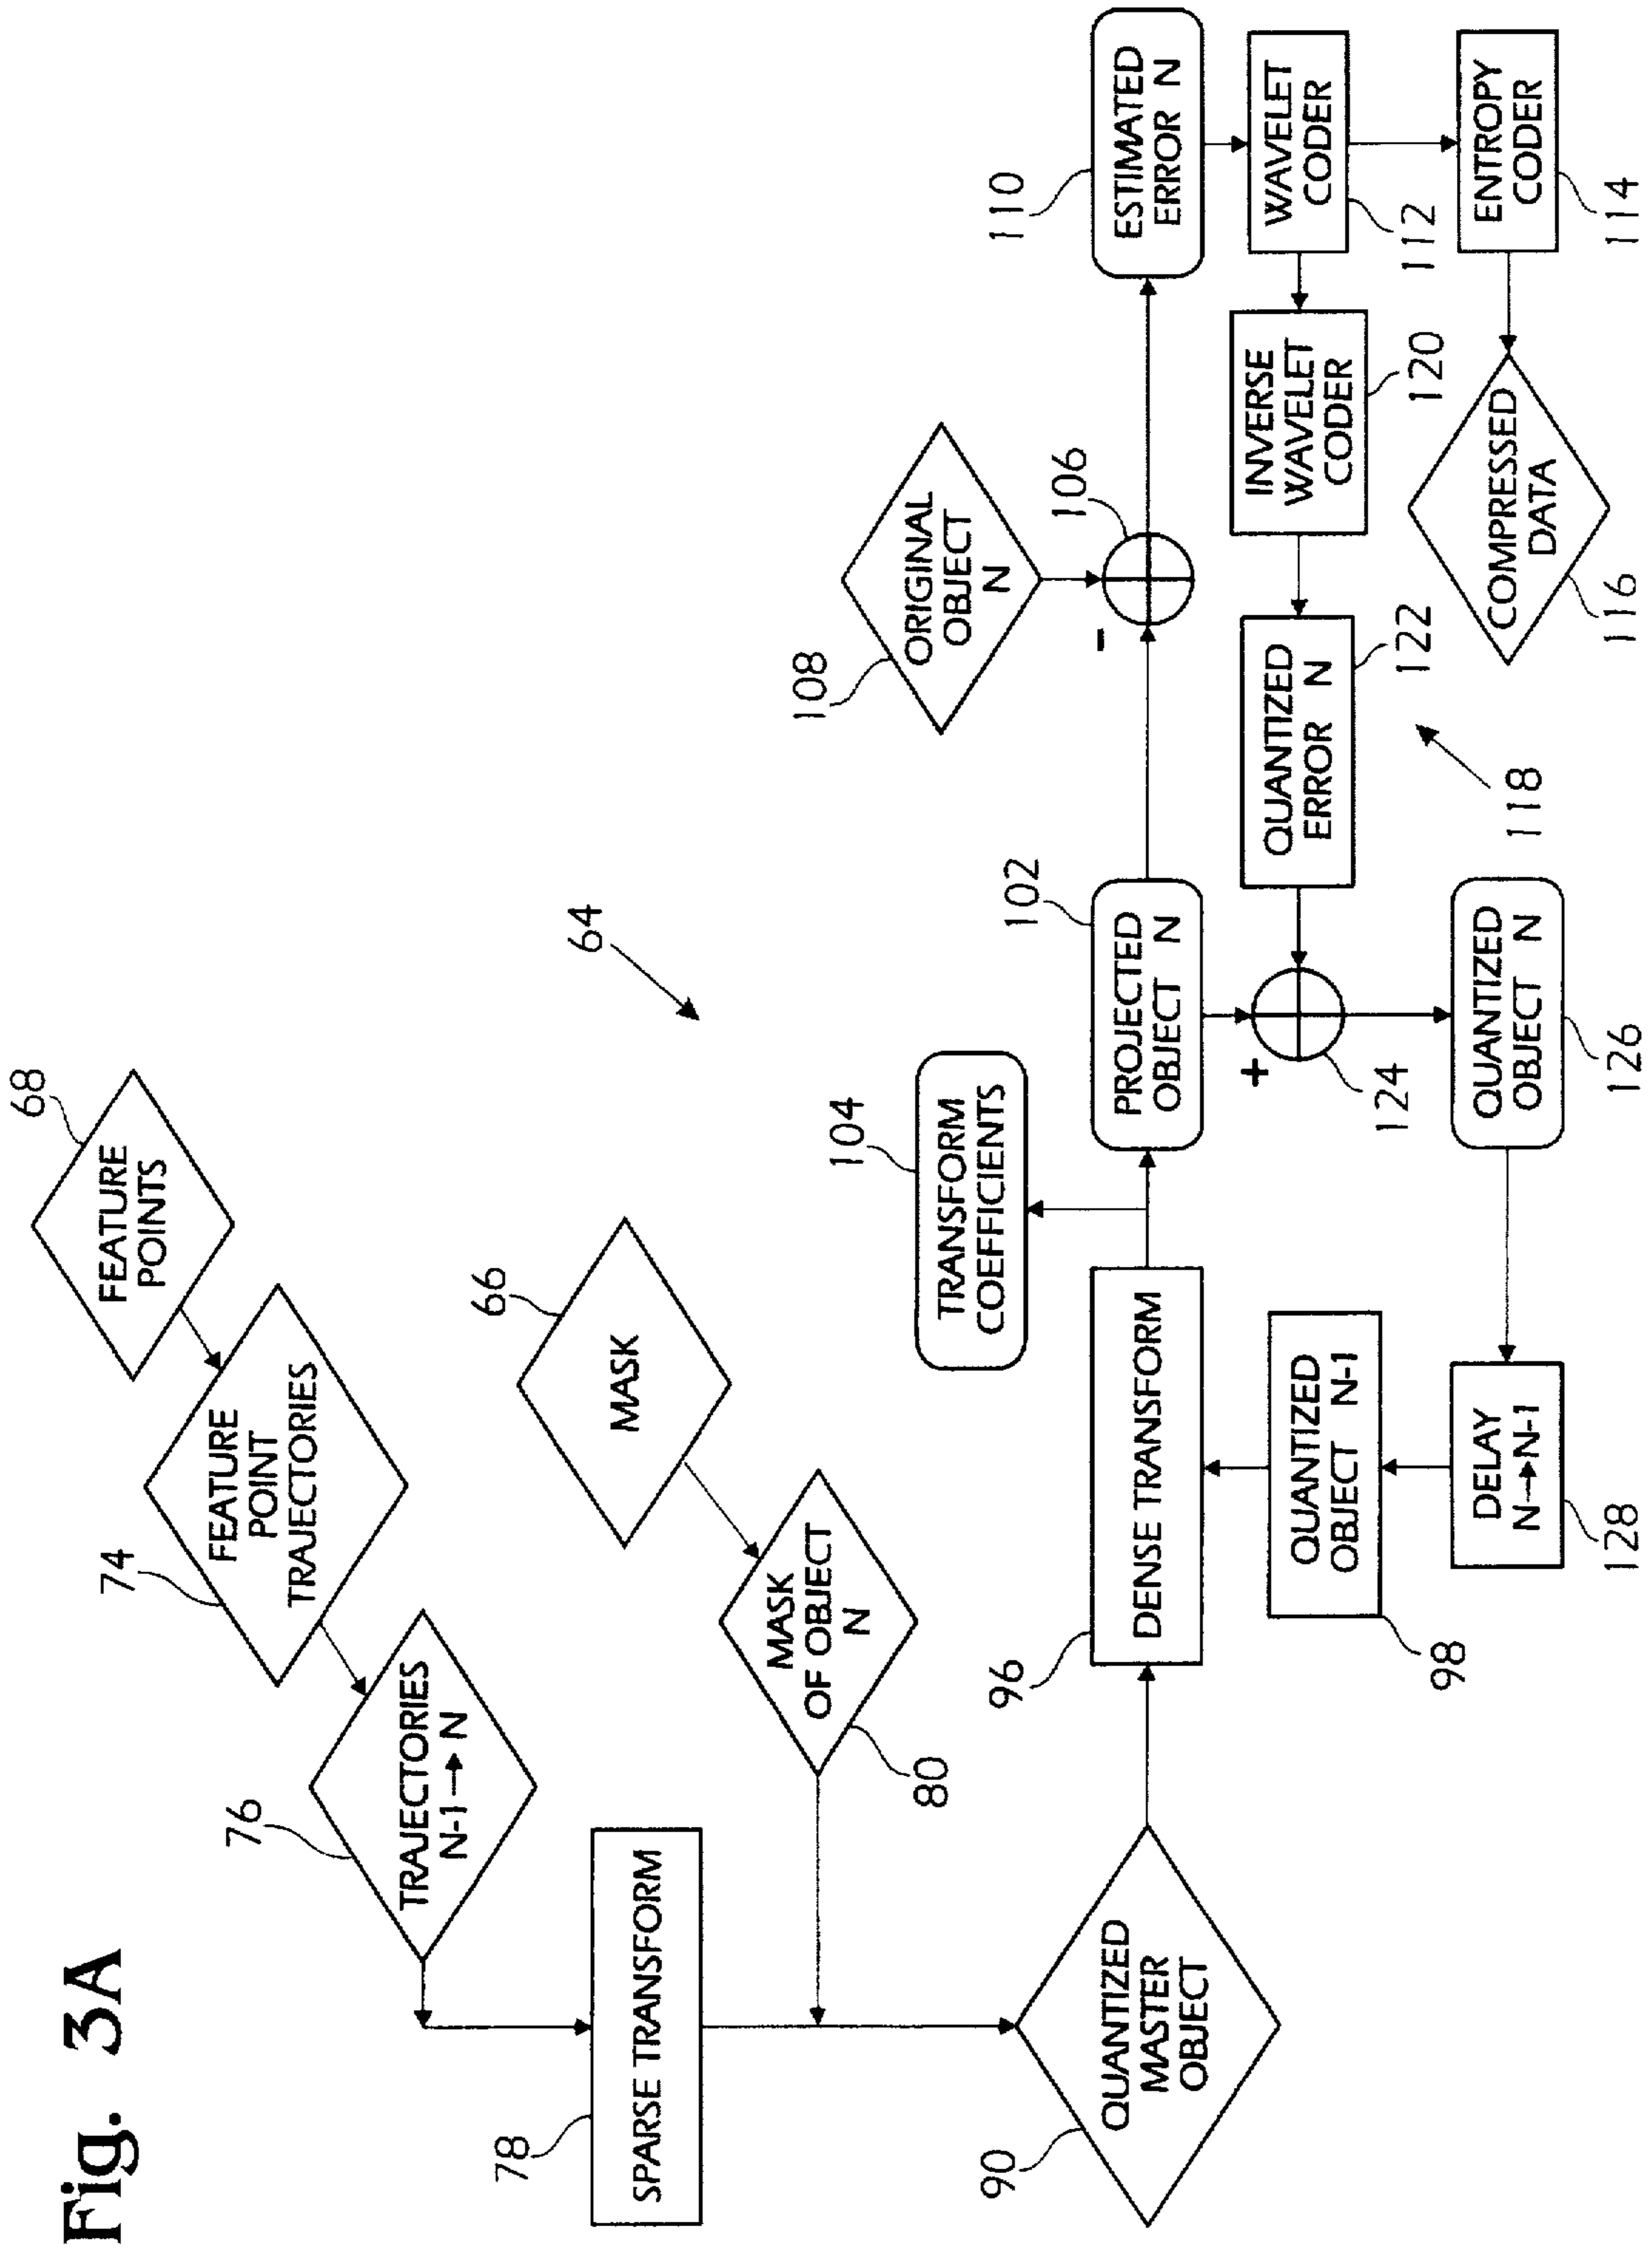 Fig. 3A
68
FEATURE
POINTS
74
FEATURE
POINT
TRAJECTORIES
76
TRAJECTORIES
N-1→N
66
MASK
80
MASK
OF OBJECT
N
78
SPARSE TRANSFORM
64
90
QUANTIZED
MASTER
OBJECT
96
DENSE TRANSFORM
104
TRANSFORM
COEFFICIENTS
102
PROJECTED
OBJECT N
108
ORIGINAL
OBJECT
N
-
106
110
ESTIMATED
ERROR N
98
QUANTIZED
OBJECT N-1
+
124
QUANTIZED
ERROR N
122
INVERSE
WAVELET
CODER
120
WAVELET
CODER
112
128
DELAY
N→N-1
QUANTIZED
OBJECT N
126
118
COMPRESSED
DATA
116
ENTROPY
CODER
114